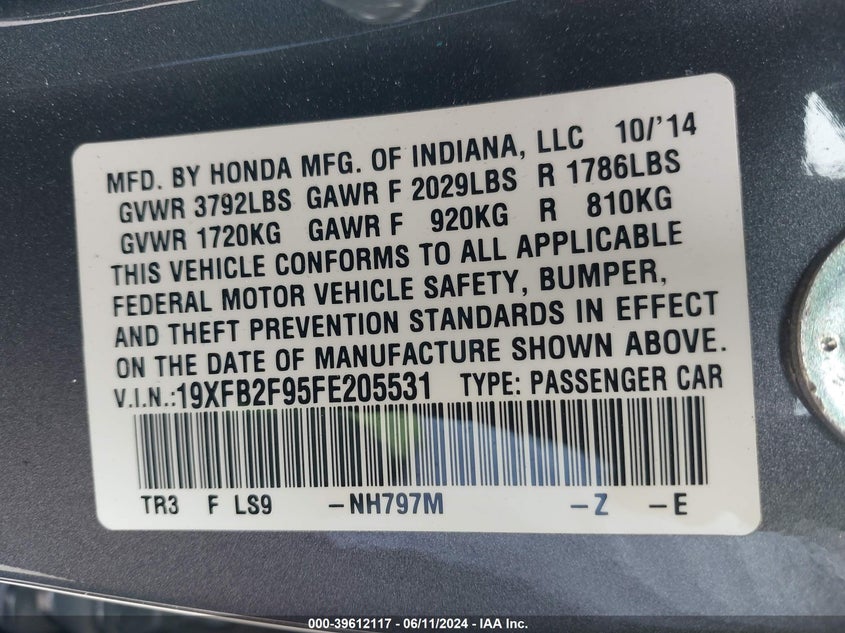 MFD. BY HONDA MFG. OF INDIANA, LLC 10/'14
GVWR 3792LBS GAWR F 2029LBS R 1786LBS
GVWR 1720KG GAWR F 920KG R 810KG
THIS VEHICLE CONFORMS TO ALL APPLICABLE
FEDERAL MOTOR VEHICLE SAFETY, BUMPER,
AND THEFT PREVENTION STANDARDS IN EFFECT
ON THE DATE OF MANUFACTURE SHOWN ABOVE.
V.I.N.:19XFB2F95FE205531 TYPE: PASSENGER CAR
TR3 F LS9 -NH797M -Z -E
000-39612117 - 06/11/2024 - IAA Inc.